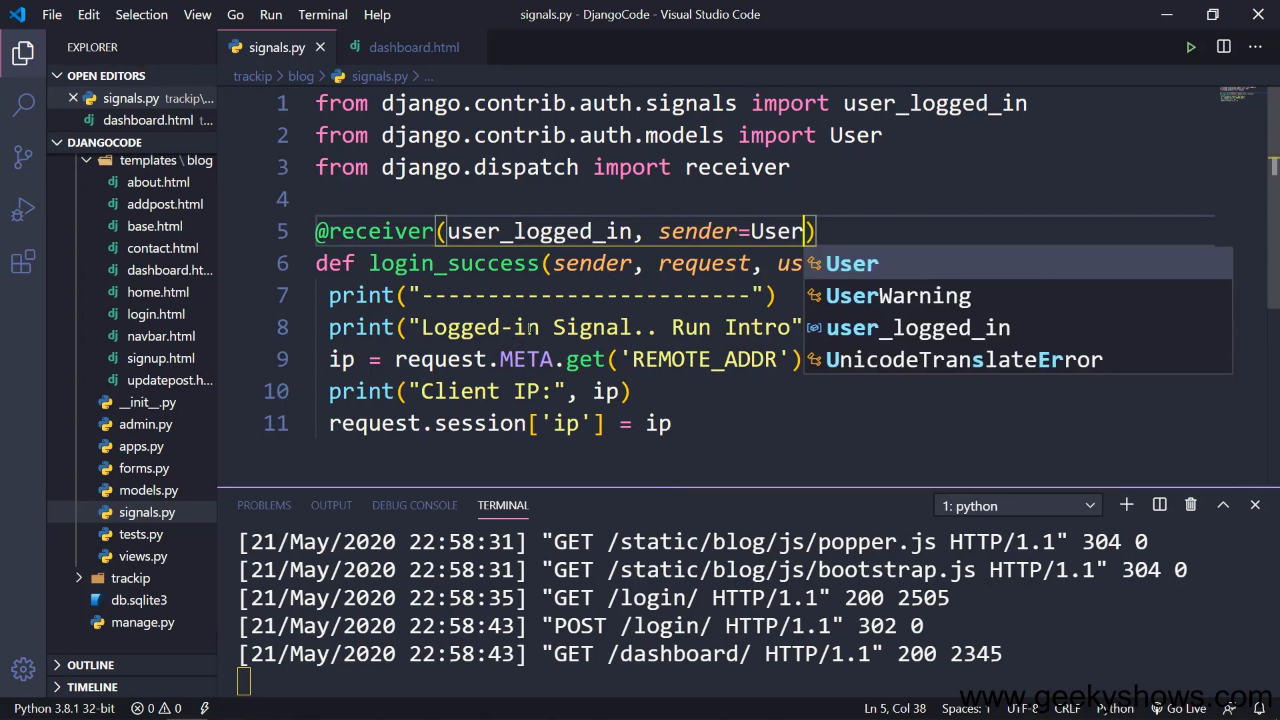 File Edit Selection View Go Run Terminal Help signals.py - DjangoCode - Visual Studio Code
EXPLORER
OPEN EDITORS
signals.py trackip\...
dashboard.html ...
DJANGOCODE
templates \ blog
about.html
addpost.html
base.html
contact.html
dashboard.ht...
home.html
login.html
navbar.html
signup.html
updatepost.h...
__init__.py
admin.py
apps.py
forms.py
models.py
signals.py
tests.py
views.py
trackip
db.sqlite3
manage.py
OUTLINE
TIMELINE
signals.py dashboard.html
trackip > blog > signals.py > ...
1 from django.contrib.auth.signals import user_logged_in
2 from django.contrib.auth.models import User
3 from django.dispatch import receiver
4
5 @receiver(user_logged_in, sender=User)
6 def login_success(sender, request, us
7 print("-------------------------")
8 print("Logged-in Signal.. Run Intro"
9 ip = request.META.get('REMOTE_ADDR')
10 print("Client IP:", ip)
11 request.session['ip'] = ip
User
UserWarning
user_logged_in
UnicodeTranslateError
PROBLEMS OUTPUT DEBUG CONSOLE TERMINAL 1: python
[21/May/2020 22:58:31] "GET /static/blog/js/popper.js HTTP/1.1" 304 0
[21/May/2020 22:58:31] "GET /static/blog/js/bootstrap.js HTTP/1.1" 304 0
[21/May/2020 22:58:35] "GET /login/ HTTP/1.1" 200 2505
[21/May/2020 22:58:43] "POST /login/ HTTP/1.1" 302 0
[21/May/2020 22:58:43] "GET /dashboard/ HTTP/1.1" 200 2345
www.geekyshows.com
Python 3.8.1 32-bit 0 0 Ln 5, Col 38 Spaces: 1 UTF-8 CRLF Python Go Live